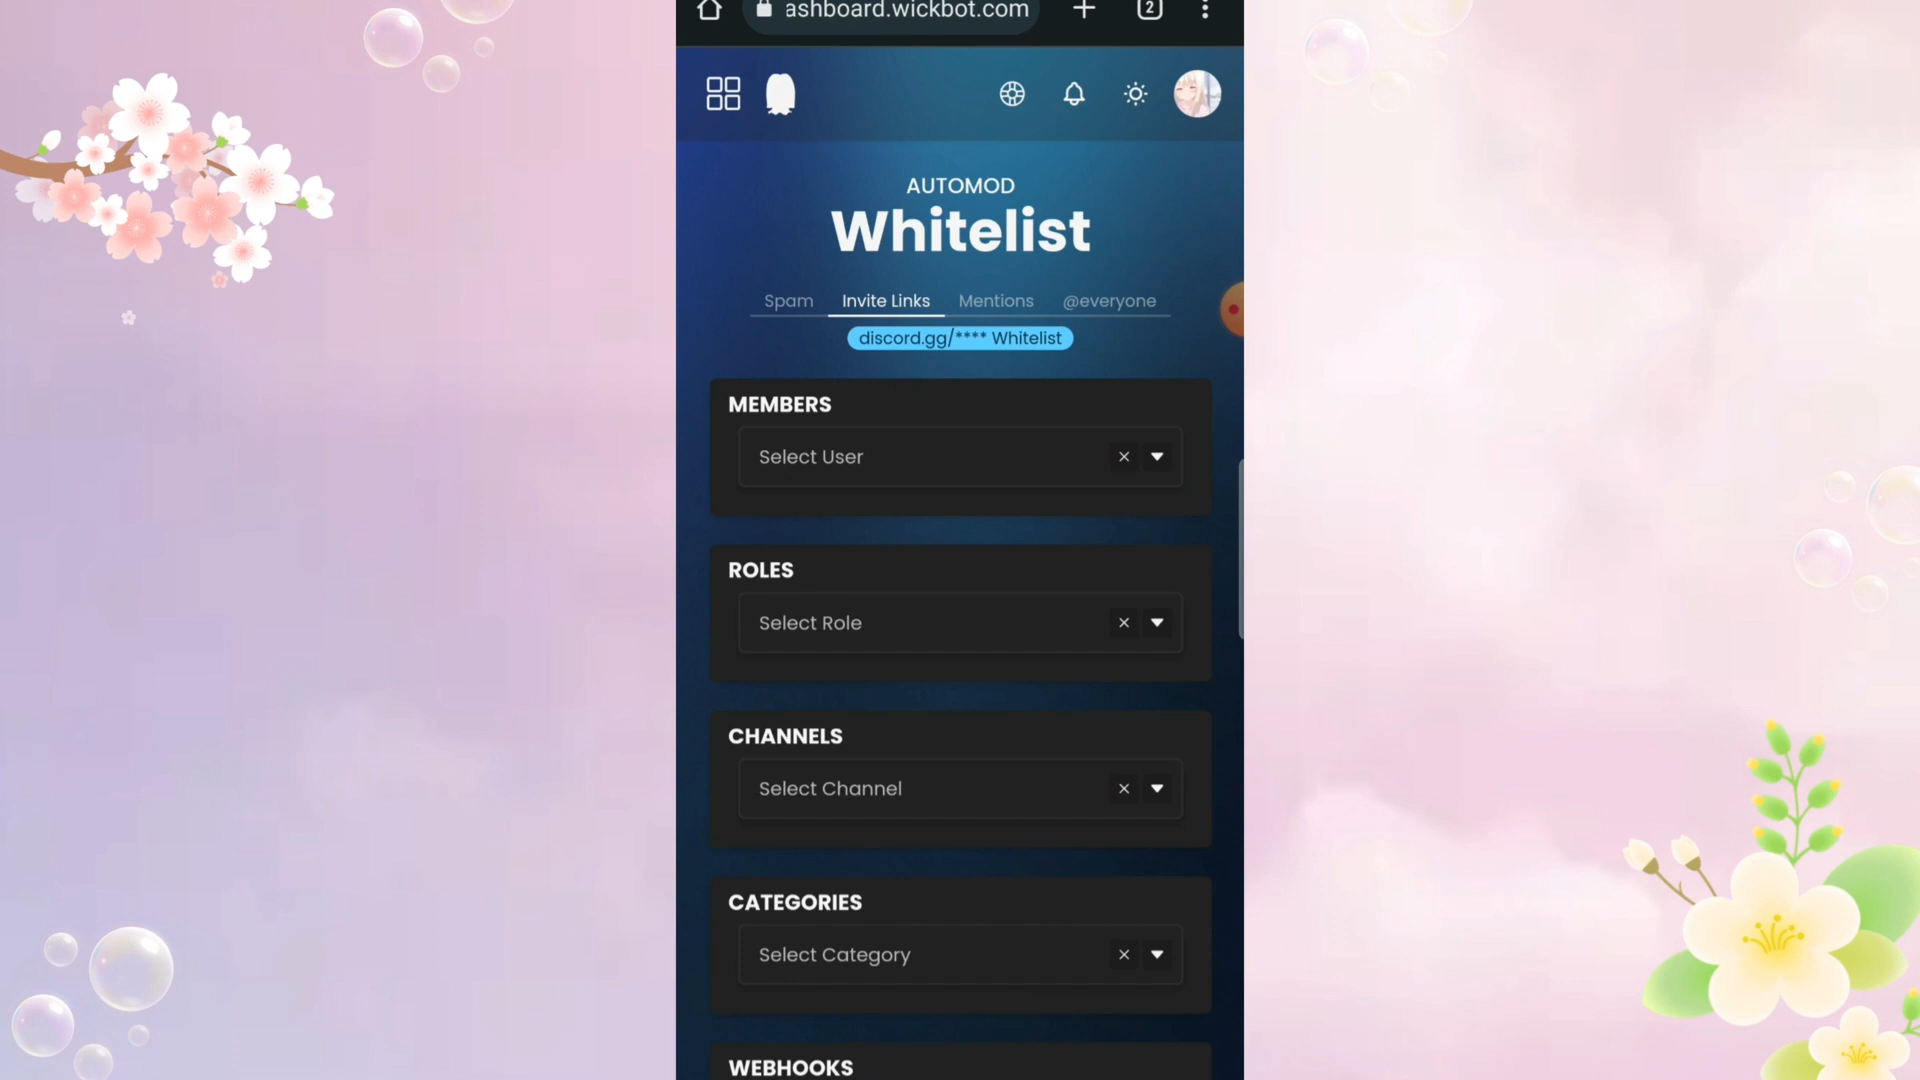 ashboard.wickbot.com
2
AUTOMOD
Whitelist
Spam Invite Links Mentions @everyone
discord.gg/**** Whitelist
MEMBERS
Select User
ROLES
Select Role
CHANNELS
Select Channel
CATEGORIES
Select Category
WEBHOOKS